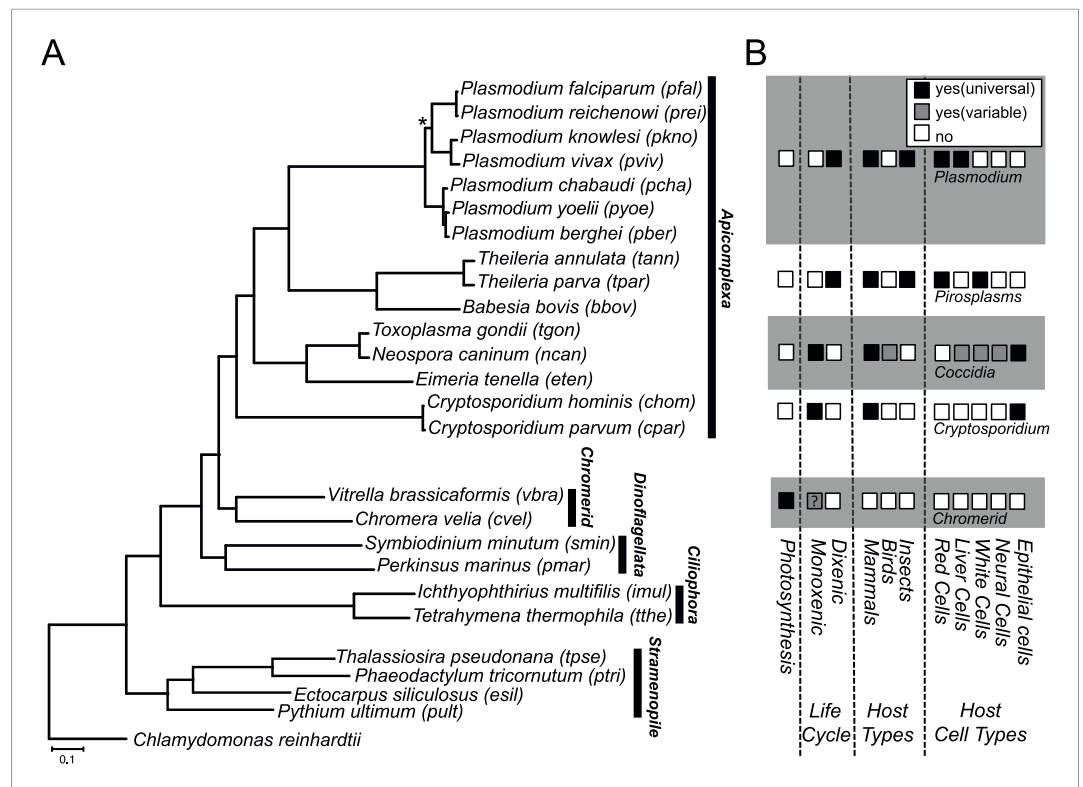 A
B
Plasmodium falciparum (pfal)
Plasmodium reichenowi (prei)
*
Plasmodium knowlesi (pkno)
Plasmodium vivax (pviv)
Plasmodium chabaudi (pcha)
Plasmodium yoelii (pyoe)
Plasmodium berghei (pber)
Theileria annulata (tann)
Theileria parva (tpar)
Babesia bovis (bbov)
Toxoplasma gondii (tgon)
Neospora caninum (ncan)
Eimeria tenella (eten)
Cryptosporidium hominis (chom)
Cryptosporidium parvum (cpar)
Apicomplexa
Vitrella brassicaformis (vbra)
Chromera velia (cvel)
Chromerid
Symbiodinium minutum (smin)
Perkinsus marinus (pmar)
Dinoflagellata
Ichthyophthirius multifilis (imul)
Tetrahymena thermophila (tthe)
Ciliophora
Thalassiosira pseudonana (tpse)
Phaeodactylum tricornutum (ptri)
Ectocarpus siliculosus (esil)
Pythium ultimum (pult)
Stramenopile
Chlamydomonas reinhardtii
0.1
yes(universal)
yes(variable)
no
Plasmodium
Pirosplasms
Coccidia
Cryptosporidium
?
Chromerid
Photosynthesis
Monoxenic
Dixenic
Mammals
Birds
Insects
Red Cells
Liver Cells
White Cells
Neural Cells
Epithelial cells
Life
Cycle
Host
Types
Host
Cell Types